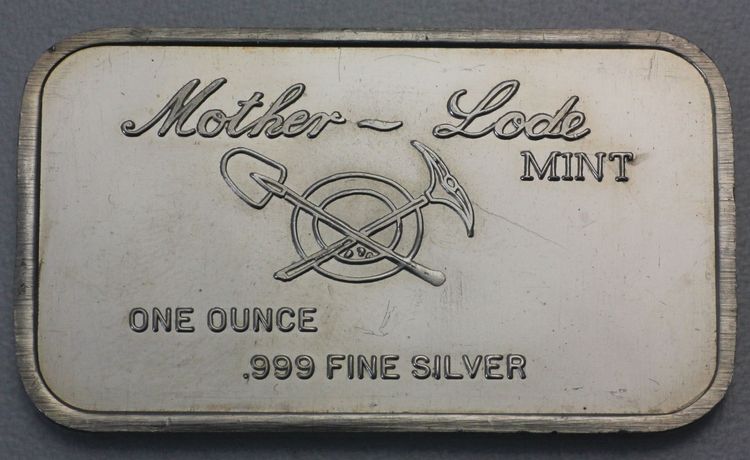 Mother - Lode
MINT
ONE OUNCE
.999 FINE SILVER